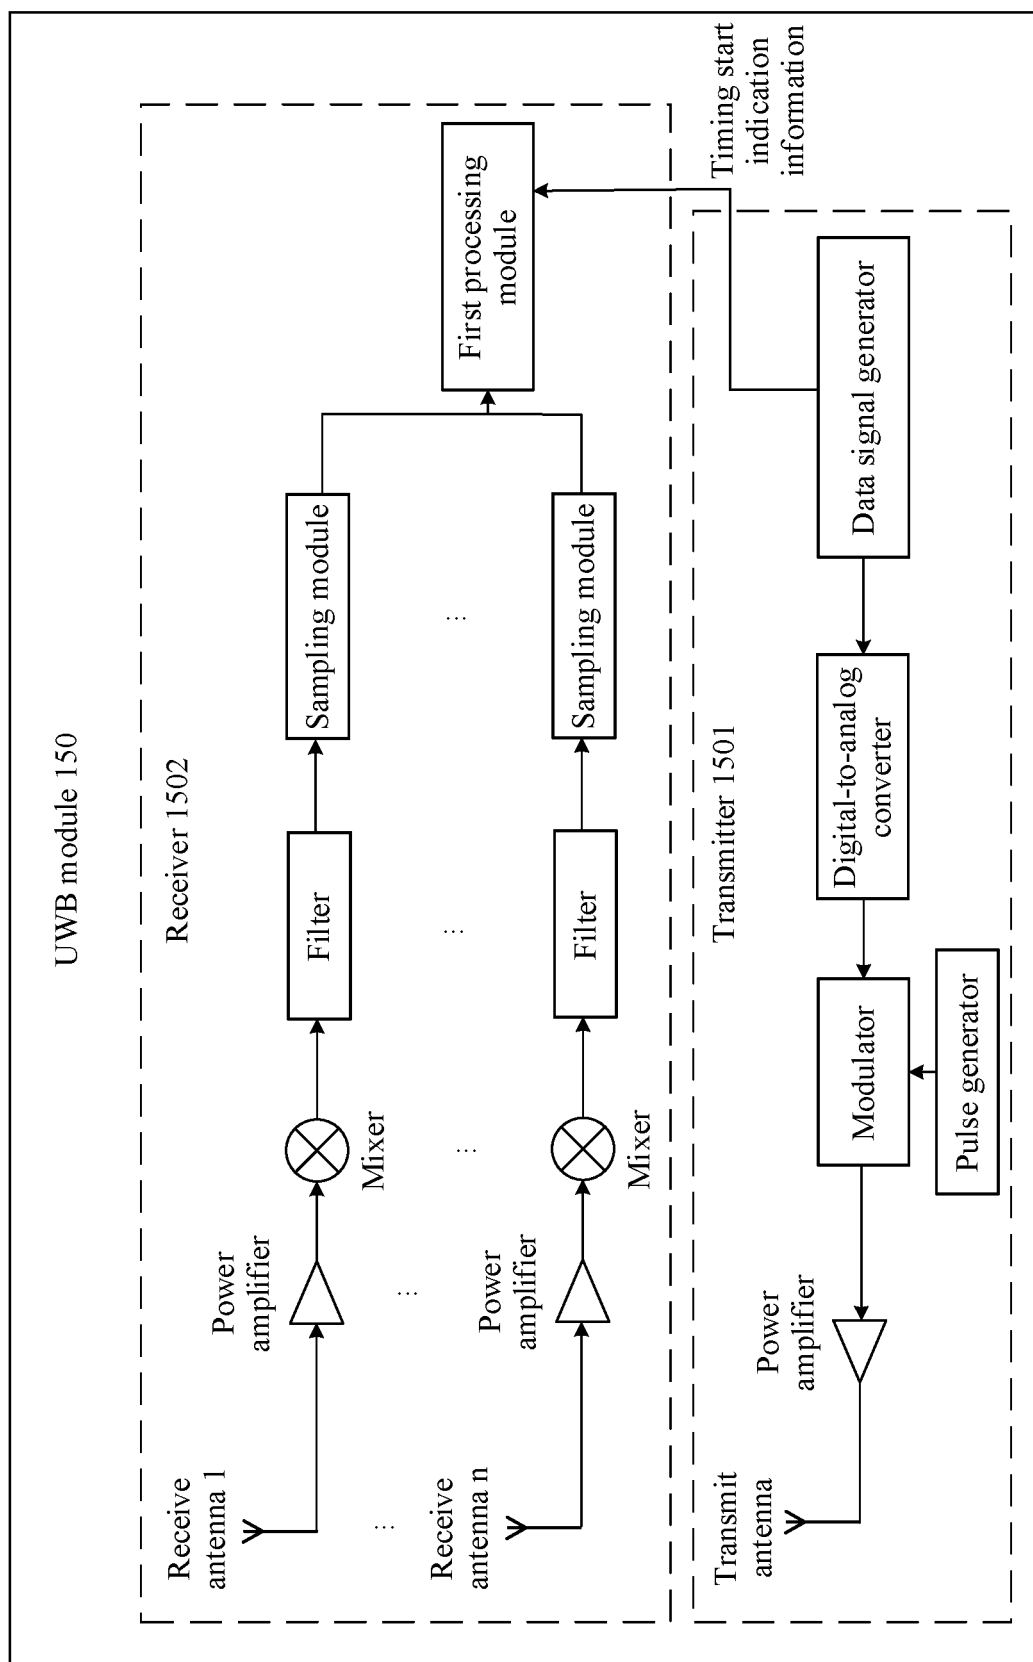 UWB module 150
Receiver 1502
Receive
antenna 1
Power
amplifier
Mixer
Filter
Sampling module
...
...
...
...
...
First processing
module
Receive
antenna n
Power
amplifier
Mixer
Filter
Sampling module
Timing start
indication
information
Transmitter 1501
Transmit
antenna
Power
amplifier
Modulator
Digital-to-analog
converter
Data signal generator
Pulse generator